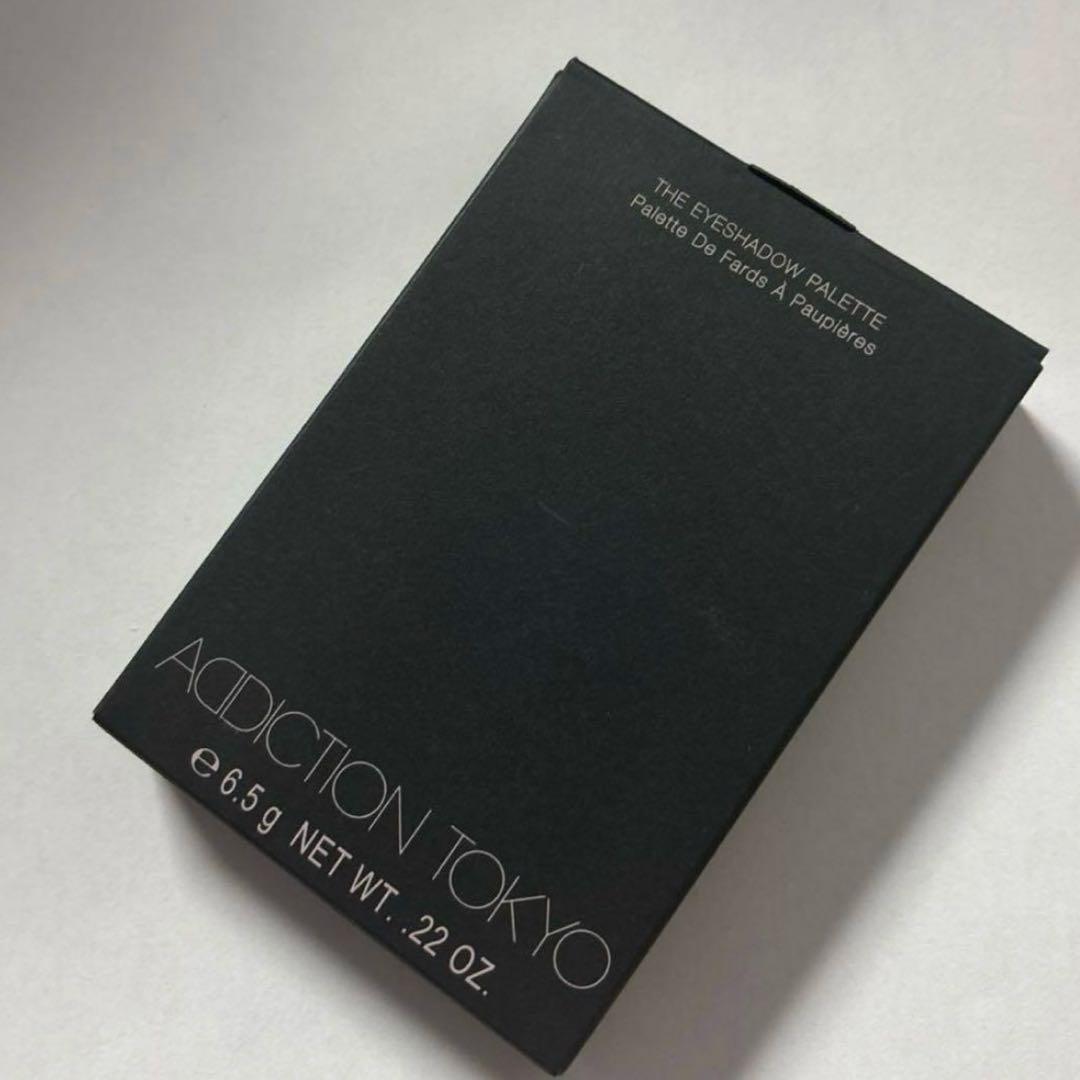 THE EYESHADOW PALETTE
Palette De Fards À Paupières
ADDICTION TOKYO
℮ 6.5 g NET WT. .22 OZ.